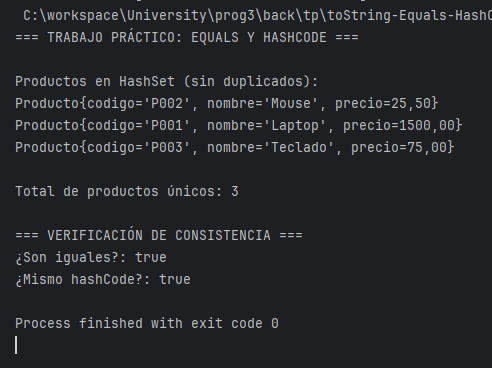 C:\workspace\University\prog3\back\tp\toString-Equals-HashC
=== TRABAJO PRÁCTICO: EQUALS Y HASHCODE ===
Productos en HashSet (sin duplicados):
Producto{codigo='P002', nombre='Mouse', precio=25,50}
Producto{codigo='P001', nombre='Laptop', precio=1500,00}
Producto{codigo='P003', nombre='Teclado', precio=75,00}
Total de productos únicos: 3
=== VERIFICACIÓN DE CONSISTENCIA ===
¿Son iguales?: true
¿Mismo hashCode?: true
Process finished with exit code 0